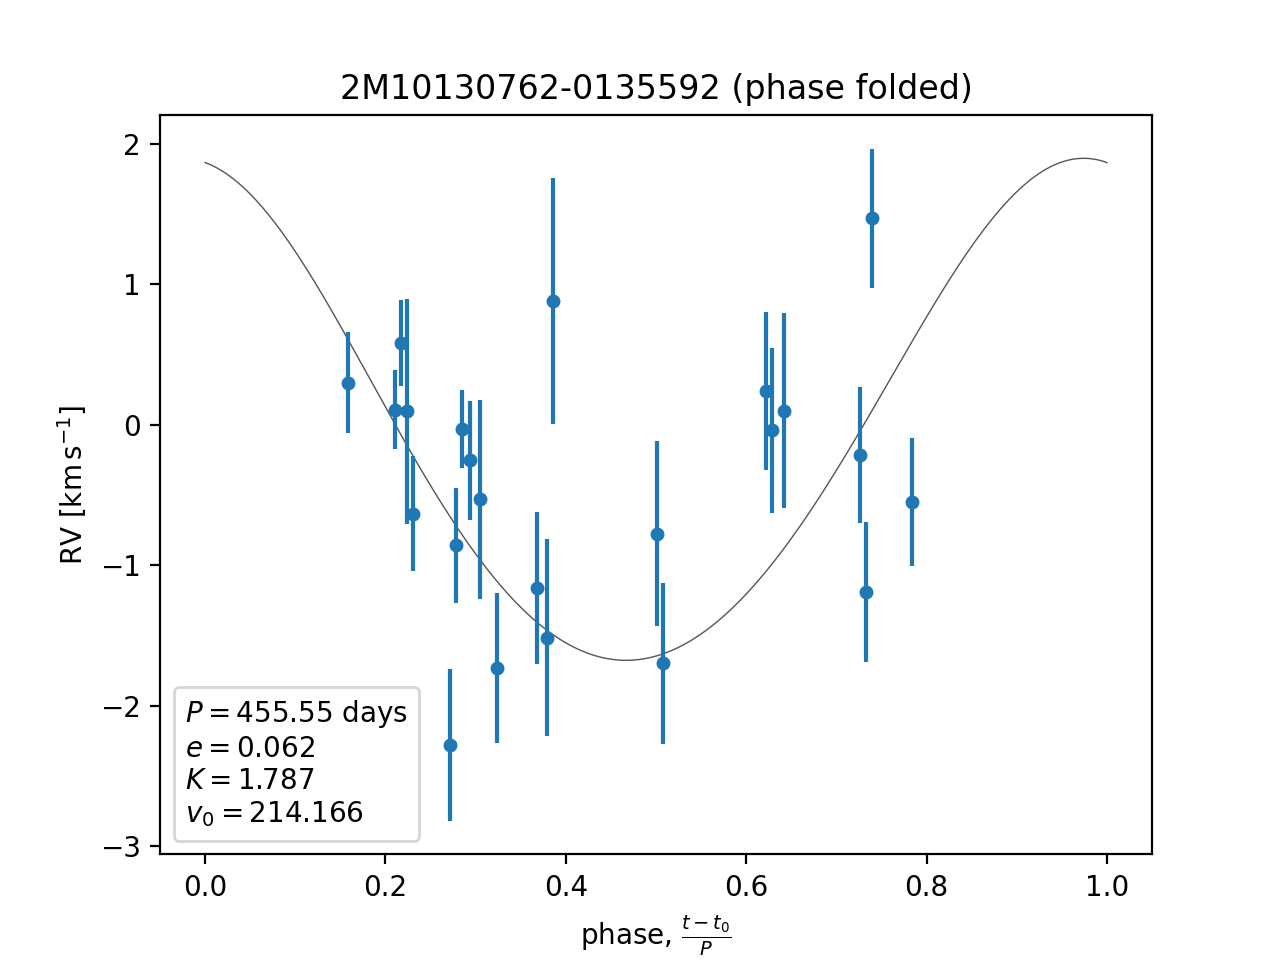 2M10130762-0135592 (phase folded)
2
1
0
−1
−2
−3
RV [km s⁻¹]
P = 455.55 days
e = 0.062
K = 1.787
v₀ = 214.166
0.0 0.2 0.4 0.6 0.8 1.0
phase, (t − t₀)/P